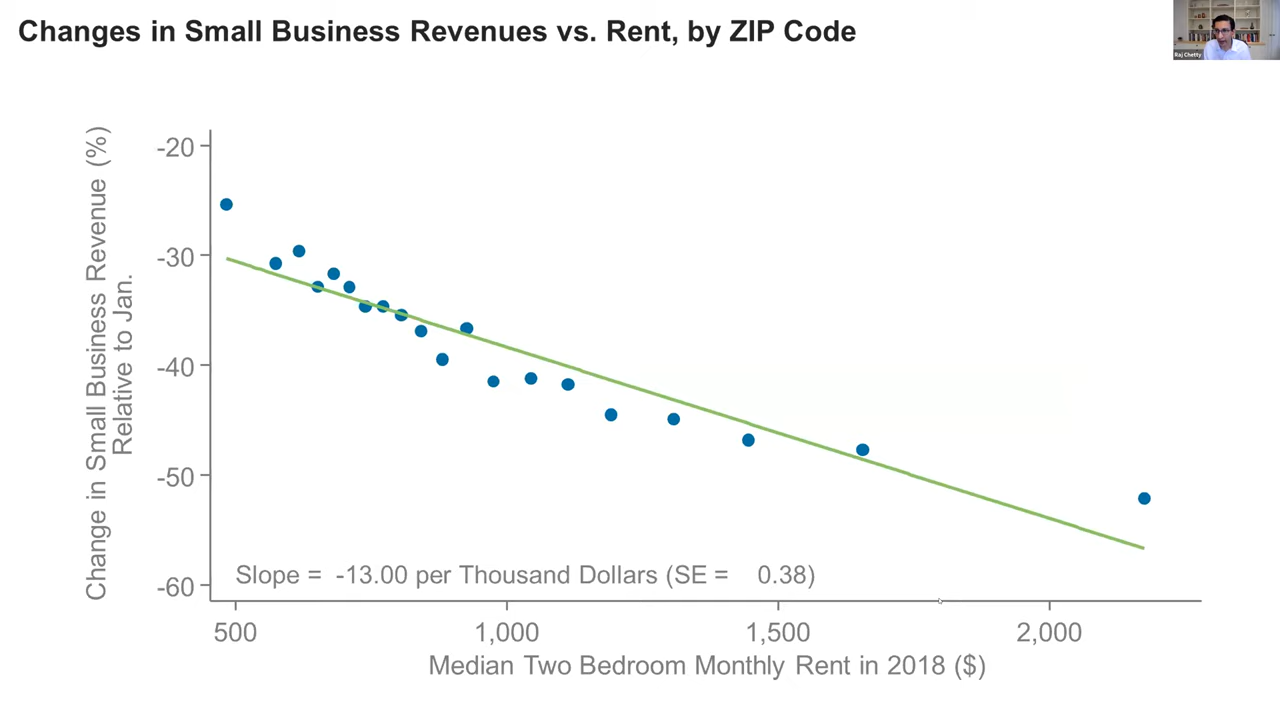 Changes in Small Business Revenues vs. Rent, by ZIP Code
Raj Chetty
Change in Small Business Revenue (%)
Relative to Jan.
-20
-30
-40
-50
-60
Slope = -13.00 per Thousand Dollars (SE = 0.38)
500 1,000 1,500 2,000
Median Two Bedroom Monthly Rent in 2018 ($)